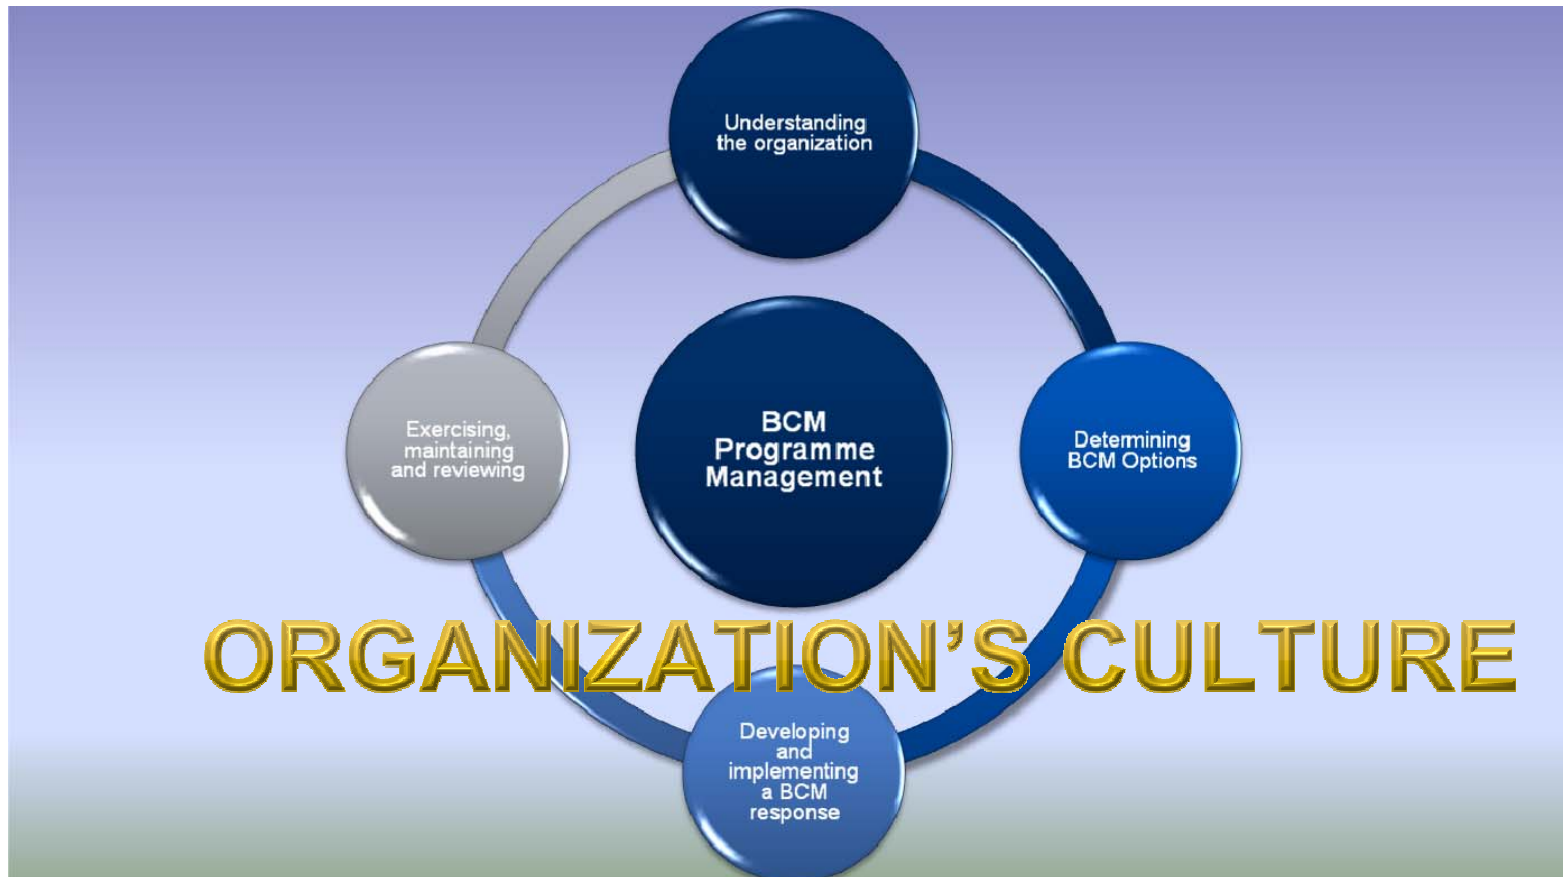 Understanding
the organization
BCM
Programme
Management
Exercising,
maintaining
and reviewing
Determining
BCM Options
ORGANIZATION’S CULTURE
Developing
and
implementing
a BCM
response